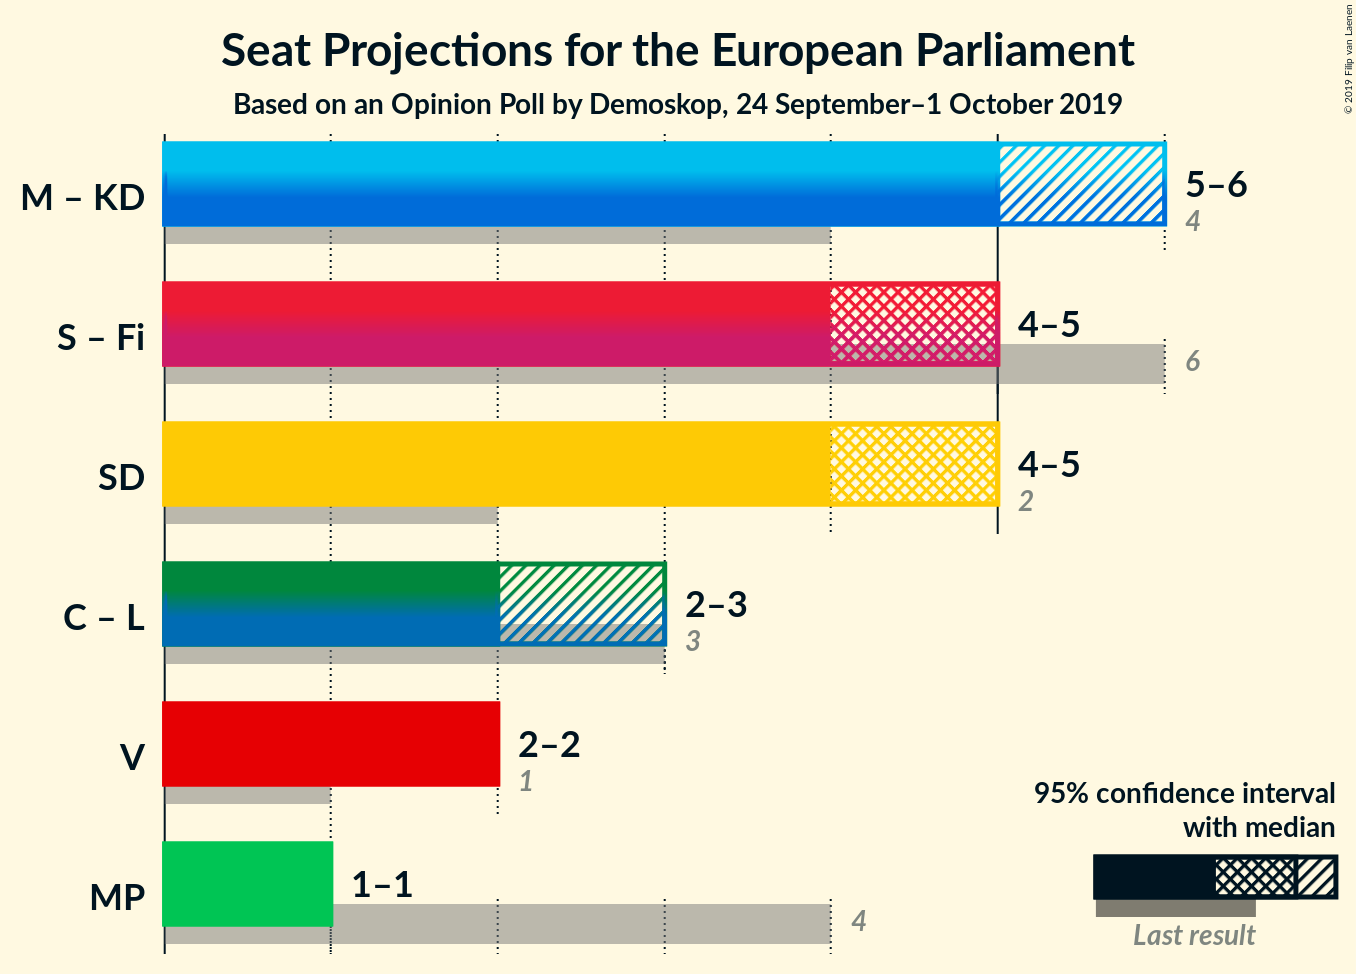 Seat Projections for the European Parliament
Based on an Opinion Poll by Demoskop, 24 September–1 October 2019
© 2019 Filip van Laenen
M – KD
5–6
4
S – Fi
4–5
6
SD
4–5
2
C – L
2–3
3
V
2–2
1
MP
1–1
4
95% confidence interval
with median
Last result